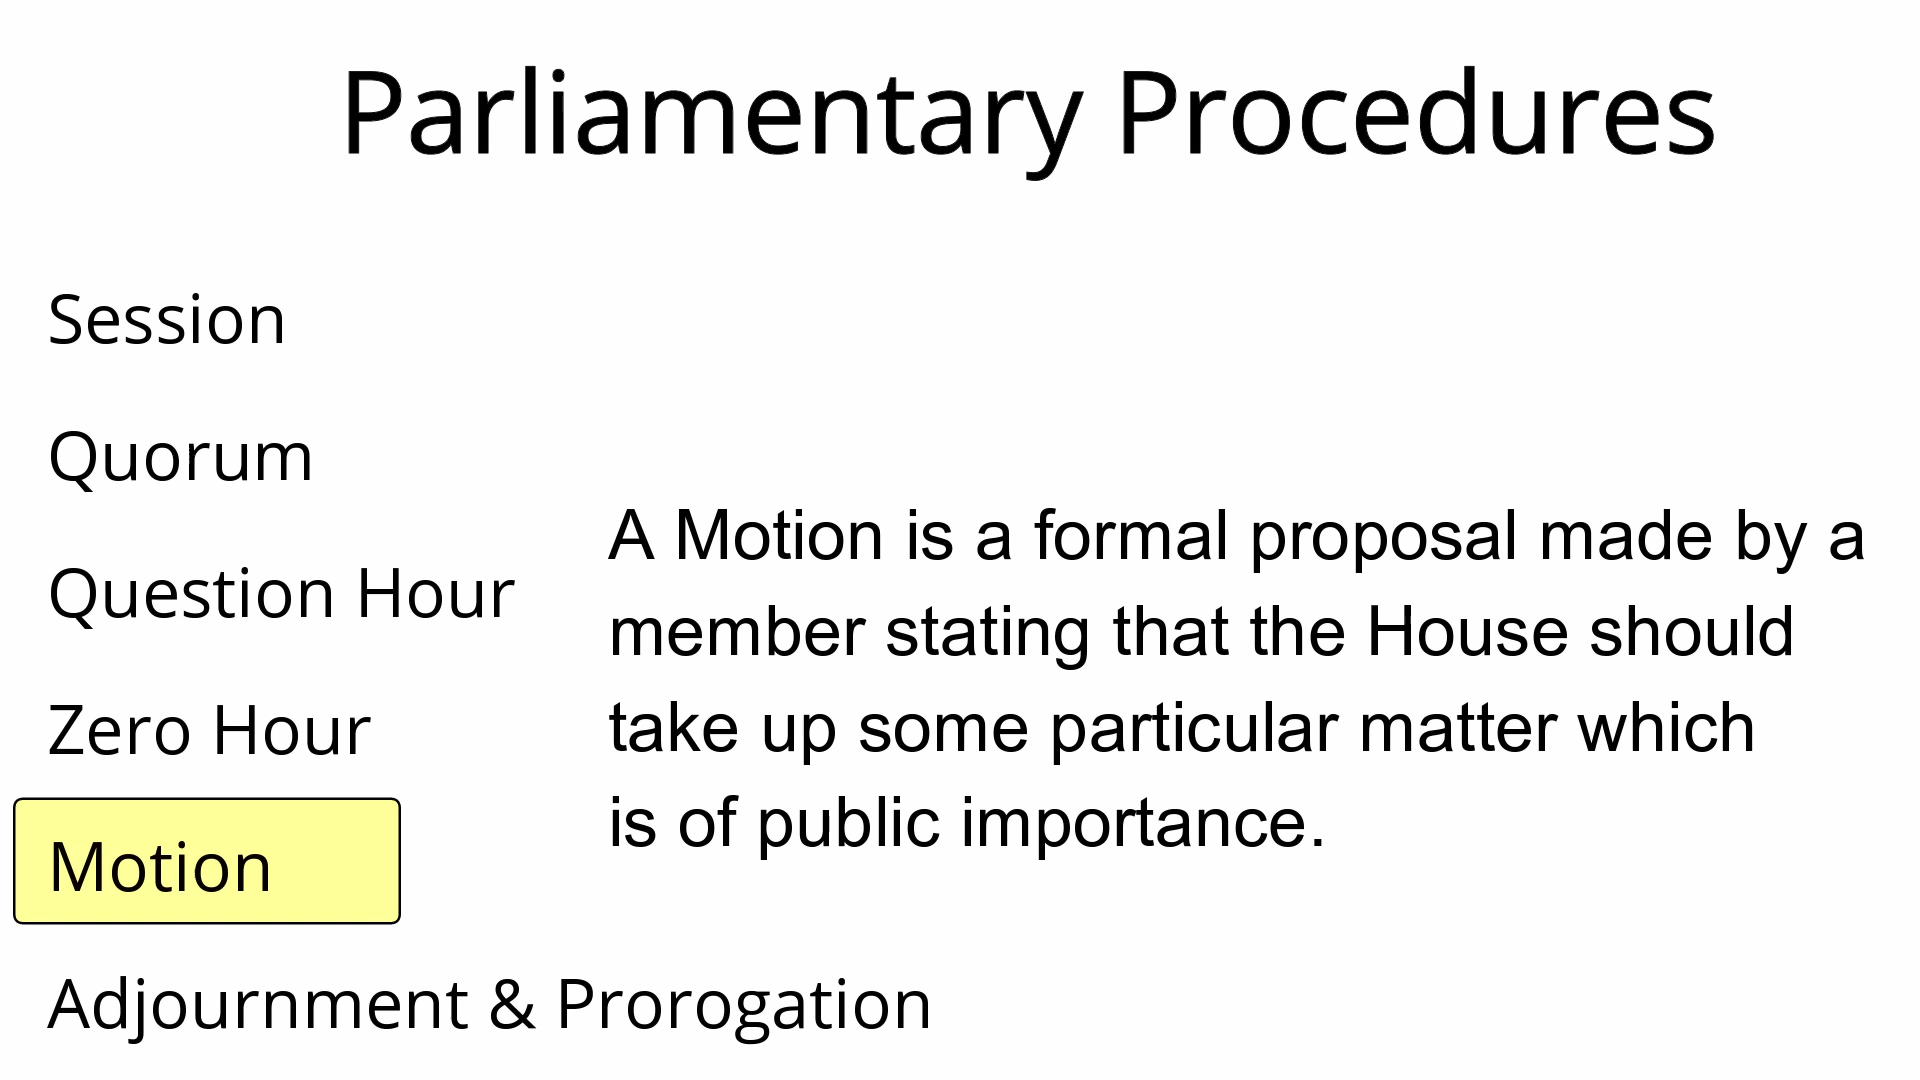 Parliamentary Procedures
Session
Quorum
Question Hour
Zero Hour
Motion
Adjournment & Prorogation
A Motion is a formal proposal made by a
member stating that the House should
take up some particular matter which
is of public importance.